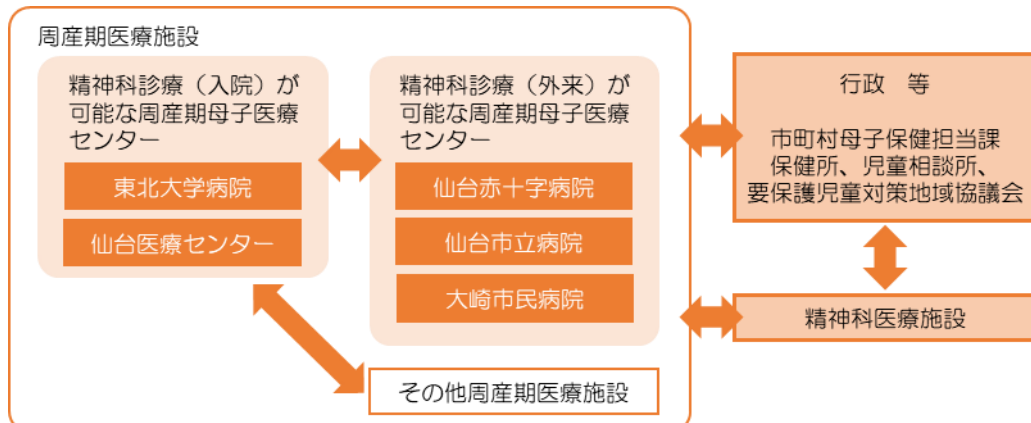 周産期医療施設
精神科診療（入院）が
可能な周産期母子医療
センター
東北大学病院
仙台医療センター
精神科診療（外来）が
可能な周産期母子医療
センター
仙台赤十字病院
仙台市立病院
大崎市民病院
その他周産期医療施設
行政　等
市町村母子保健担当課
保健所、児童相談所、
要保護児童対策地域協議会
精神科医療施設